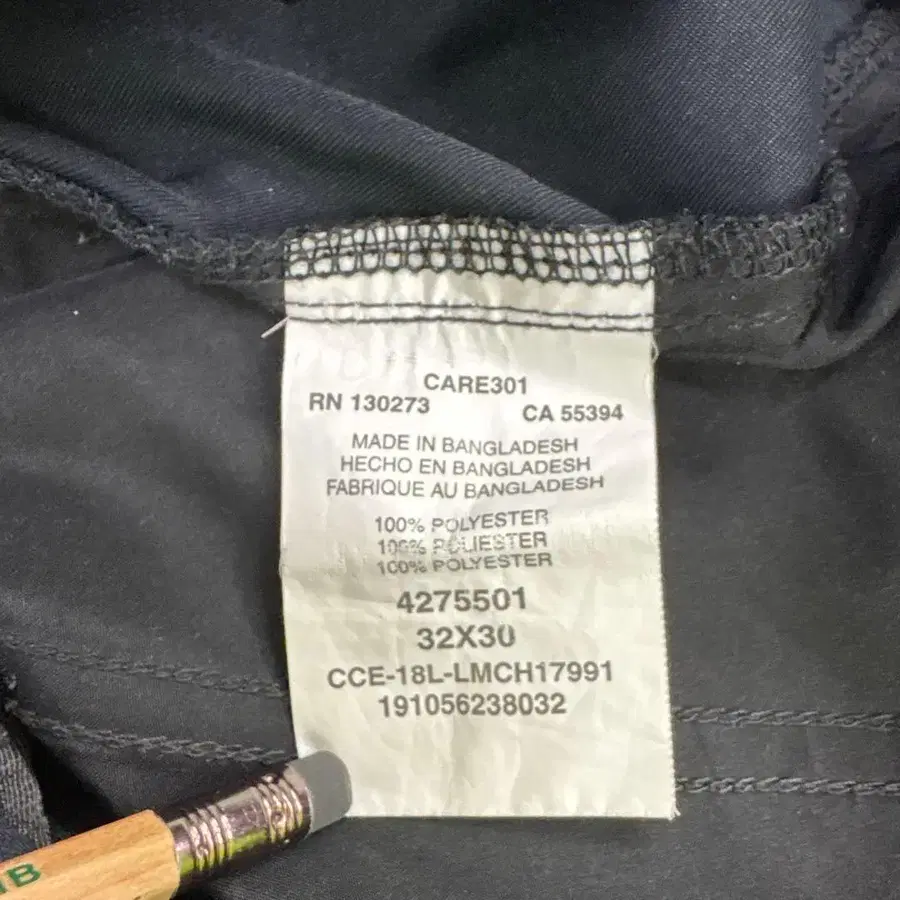 CARE301
RN 130273 CA 55394
MADE IN BANGLADESH
HECHO EN BANGLADESH
FABRIQUE AU BANGLADESH
100% POLYESTER
100% POLIESTER
100% POLYESTER
4275501
32X30
CCE-18L-LMCH17991
191056238032
B